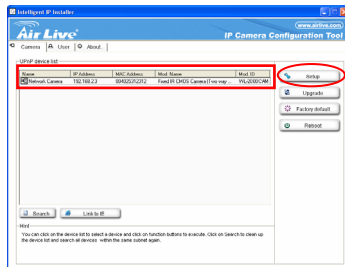 Intelligent IP Installer
www.airlive.com
Air Live
IP Camera Configuration Tool
Camera User About
UPnP device list
Name IP Address MAC Address Mod. Name Mod. ID
Network Camera 192.168.2.3 Fixed IR CMOS Camera (Two way ...
Setup
Upgrade
Factory default
Reboot
Search Link to IE
Hint
You can click on the device list to select a device and click on function buttons to execute. Click on Search to clean up
the device list and search all devices within the same subnet again.